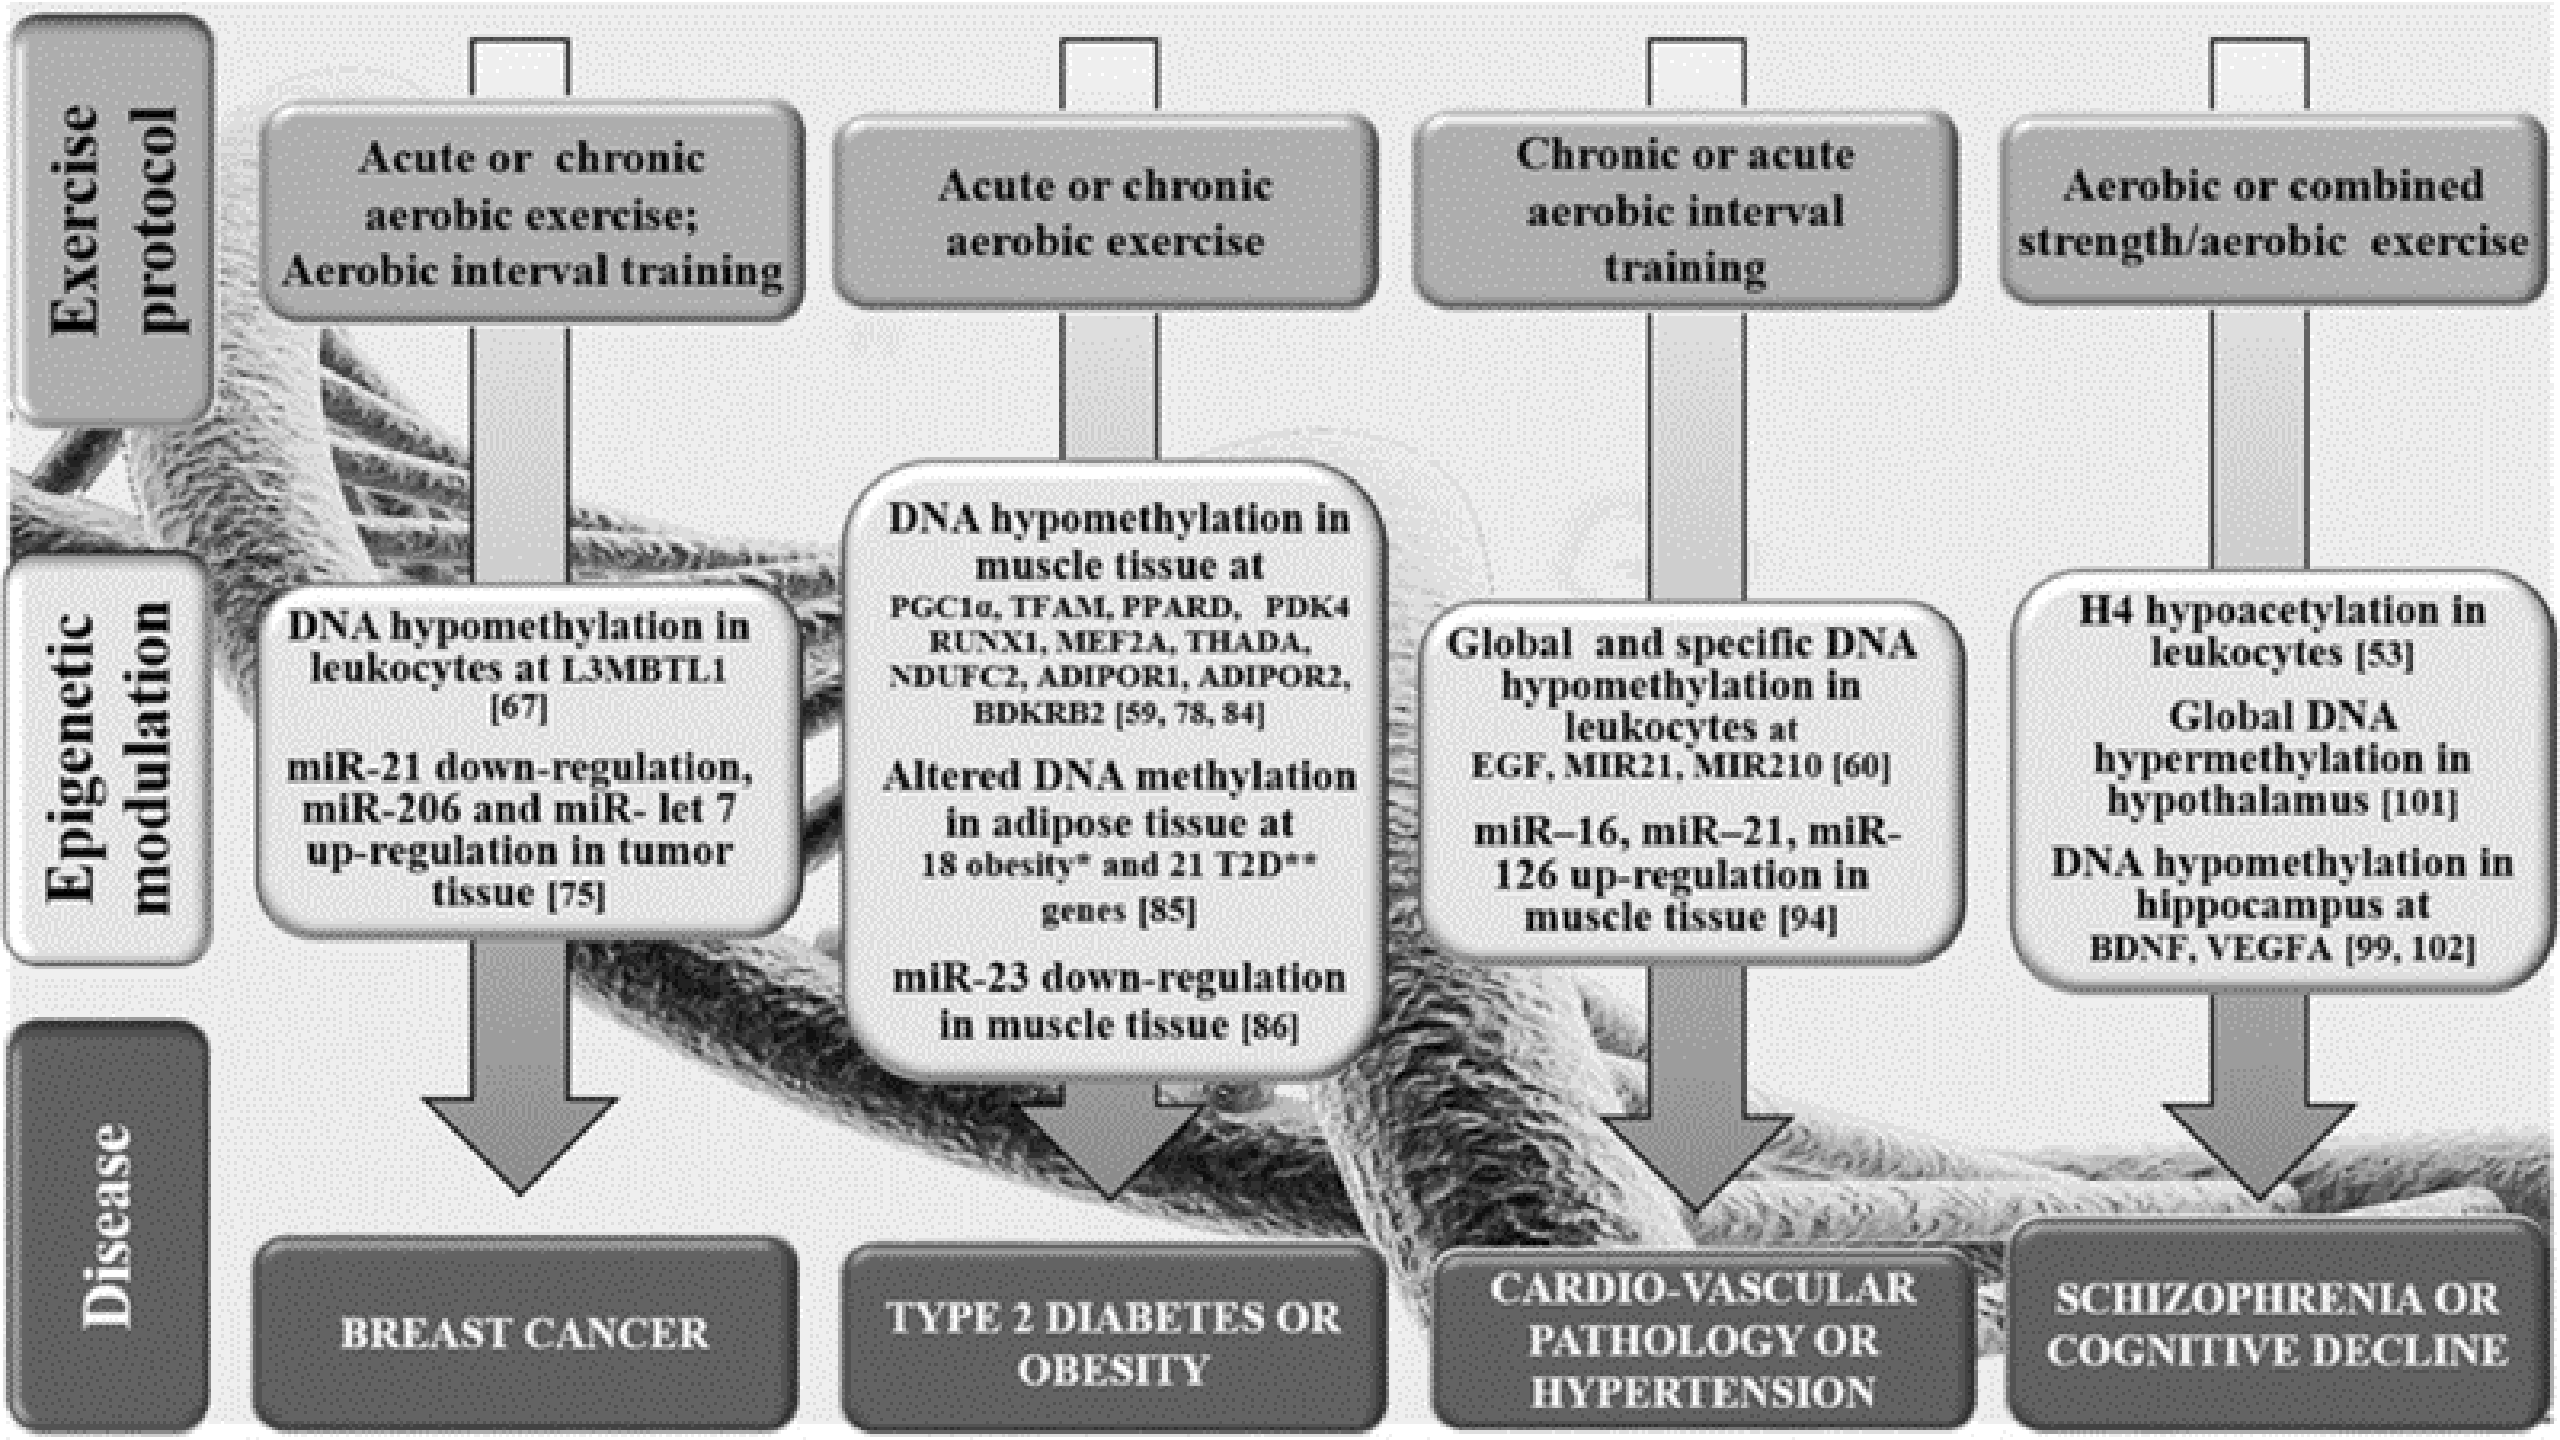 Exercise
protocol
Acute or chronic
aerobic exercise;
Aerobic interval training
Acute or chronic
aerobic exercise
Chronic or acute
aerobic interval
training
Aerobic or combined
strength/aerobic exercise
Epigenetic
modulation
DNA hypomethylation in
leukocytes at L3MBTL1
[67]
miR-21 down-regulation,
miR-206 and miR- let 7
up-regulation in tumor
tissue [75]
DNA hypomethylation in
muscle tissue at
PGC1α, TFAM, PPARD, PDK4
RUNX1, MEF2A, THADA,
NDUFC2, ADIPOR1, ADIPOR2,
BDKRB2 [59, 78, 84]
Altered DNA methylation
in adipose tissue at
18 obesity* and 21 T2D**
genes [85]
miR-23 down-regulation
in muscle tissue [86]
Global and specific DNA
hypomethylation in
leukocytes at
EGF, MIR21, MIR210 [60]
miR–16, miR–21, miR-
126 up-regulation in
muscle tissue [94]
H4 hypoacetylation in
leukocytes [53]
Global DNA
hypermethylation in
hypothalamus [101]
DNA hypomethylation in
hippocampus at
BDNF, VEGFA [99, 102]
Disease
BREAST CANCER
TYPE 2 DIABETES OR
OBESITY
CARDIO-VASCULAR
PATHOLOGY OR
HYPERTENSION
SCHIZOPHRENIA OR
COGNITIVE DECLINE